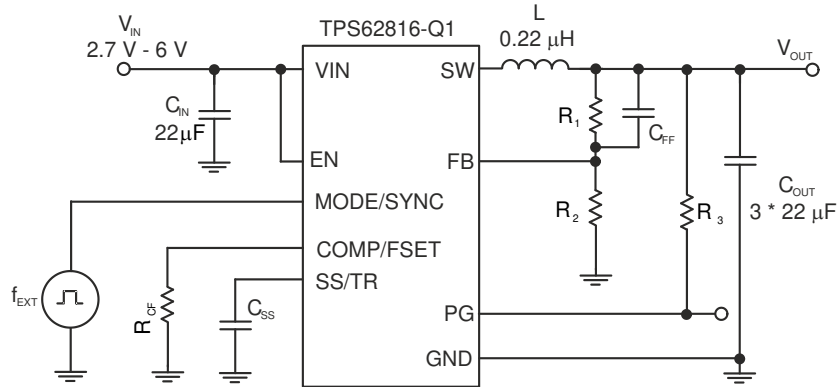 TPS62816-Q1
V_IN
2.7 V - 6 V
L
0.22 μH
V_OUT
VIN
SW
C_IN
22μF
R_1
C_FF
EN
FB
MODE/SYNC
R_2
R_3
C_OUT
3 * 22 μF
COMP/FSET
SS/TR
f_EXT
R_CF
C_SS
PG
GND